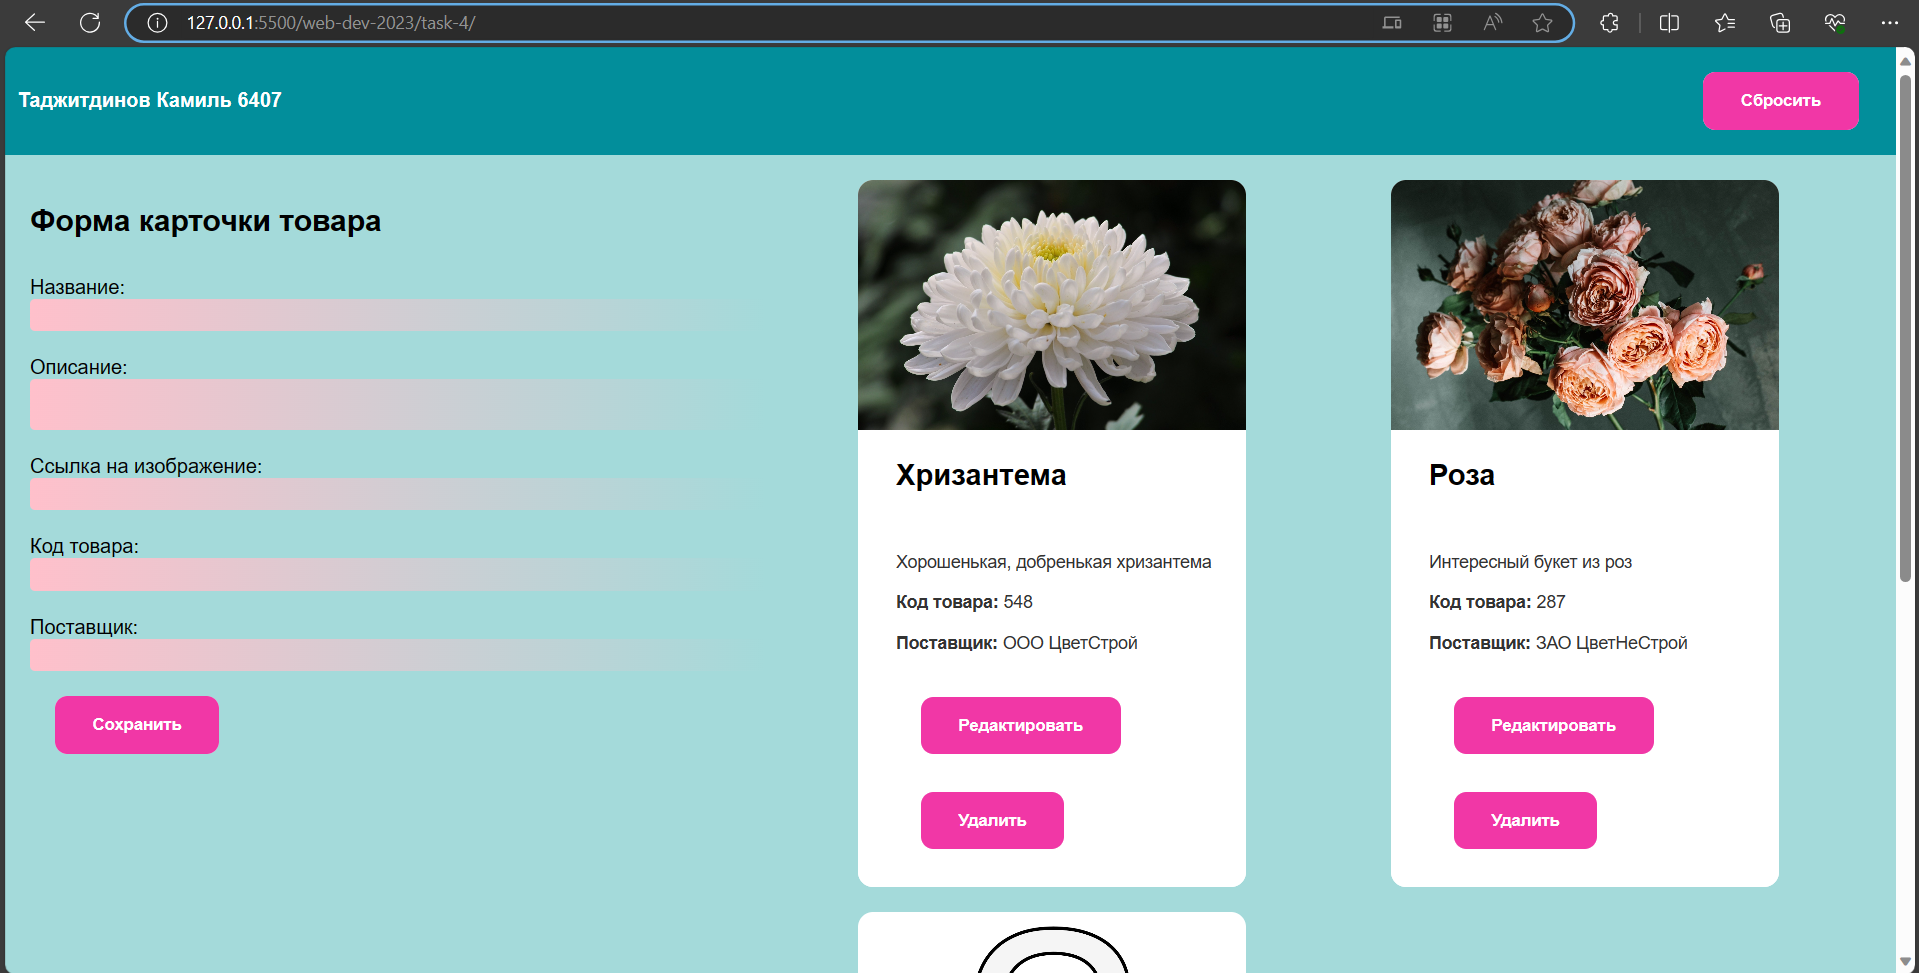 127.0.0.1:5500/web-dev-2023/task-4/
Таджитдинов Камиль 6407
Сбросить
Форма карточки товара
Название:
Описание:
Ссылка на изображение:
Код товара:
Поставщик:
Сохранить
Хризантема
Хорошенькая, добренькая хризантема
Код товара: 548
Поставщик: ООО ЦветСтрой
Редактировать
Удалить
Роза
Интересный букет из роз
Код товара: 287
Поставщик: ЗАО ЦветНеСтрой
Редактировать
Удалить